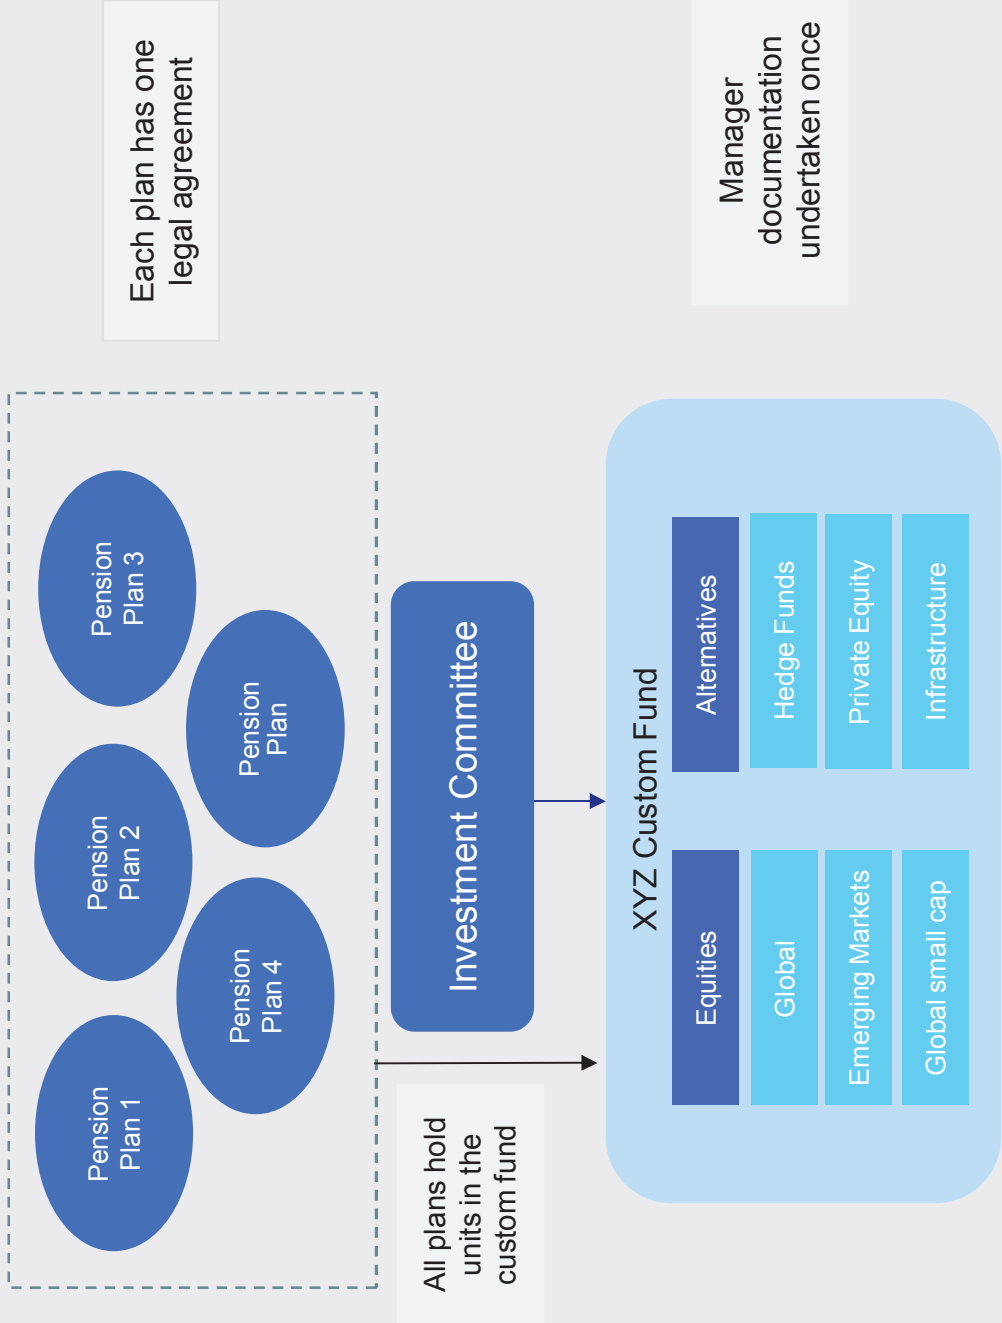 Pension
Plan 1
Pension
Plan 2
Pension
Plan 3
Pension
Plan 4
Pension
Plan
Each plan has one
legal agreement
All plans hold
units in the
custom fund
Investment Committee
XYZ Custom Fund
Equities
Global
Emerging Markets
Global small cap
Alternatives
Hedge Funds
Private Equity
Infrastructure
Manager
documentation
undertaken once